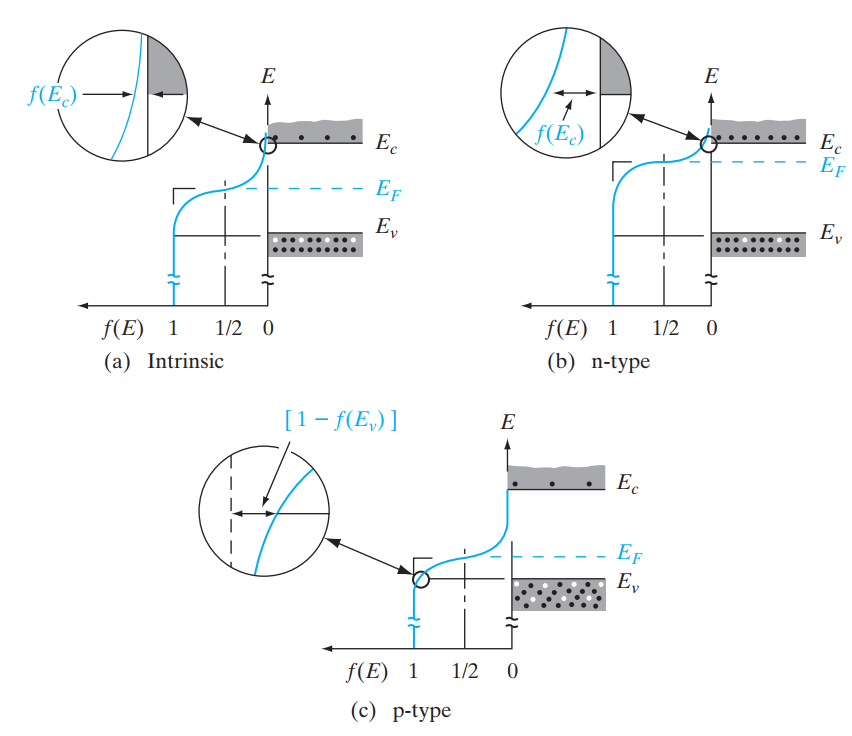 E
f(E_c)
E_c
E_F
E_v
f(E) 1 1/2 0
(a) Intrinsic
E
f(E_c)
E_c
E_F
E_v
f(E) 1 1/2 0
(b) n-type
[1 − f(E_v)]
E
E_c
E_F
E_v
f(E) 1 1/2 0
(c) p-type